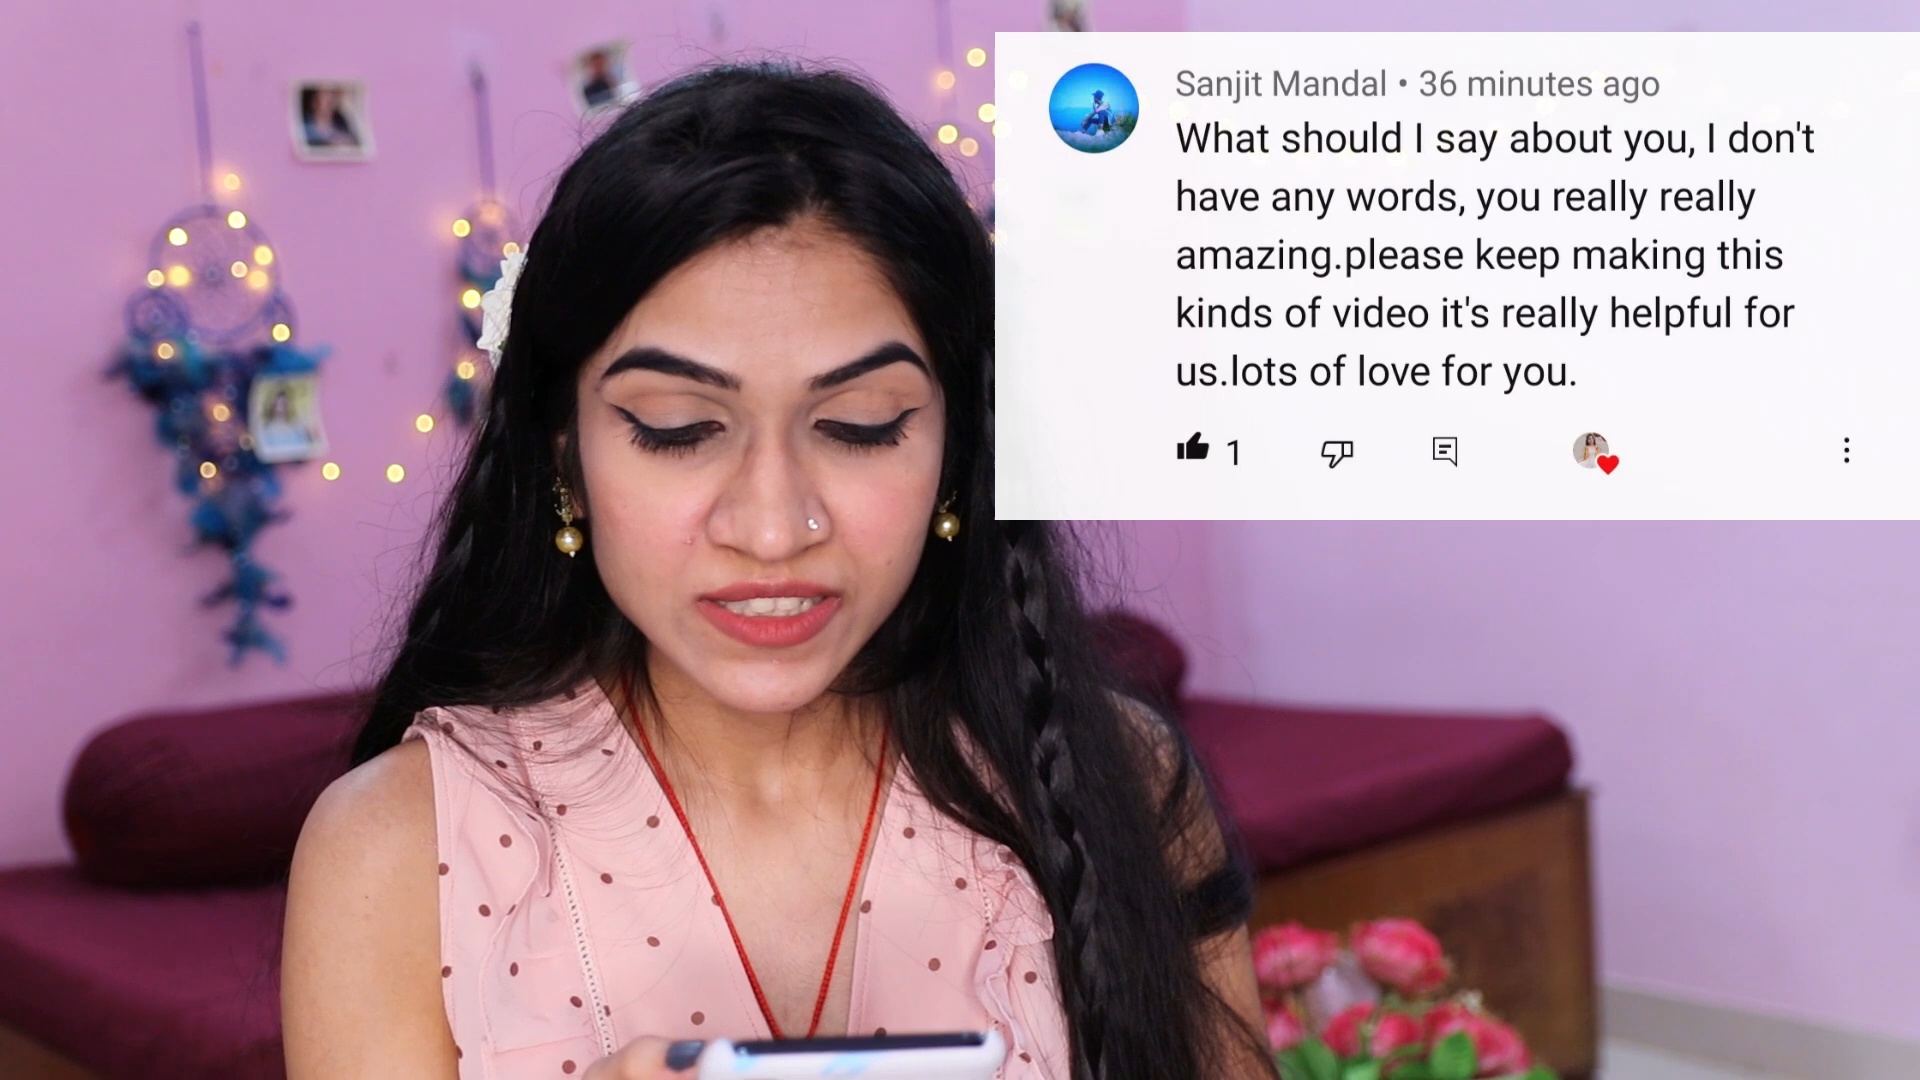 Sanjit Mandal • 36 minutes ago
What should I say about you, I don't
have any words, you really really
amazing.please keep making this
kinds of video it's really helpful for
us.lots of love for you.
1